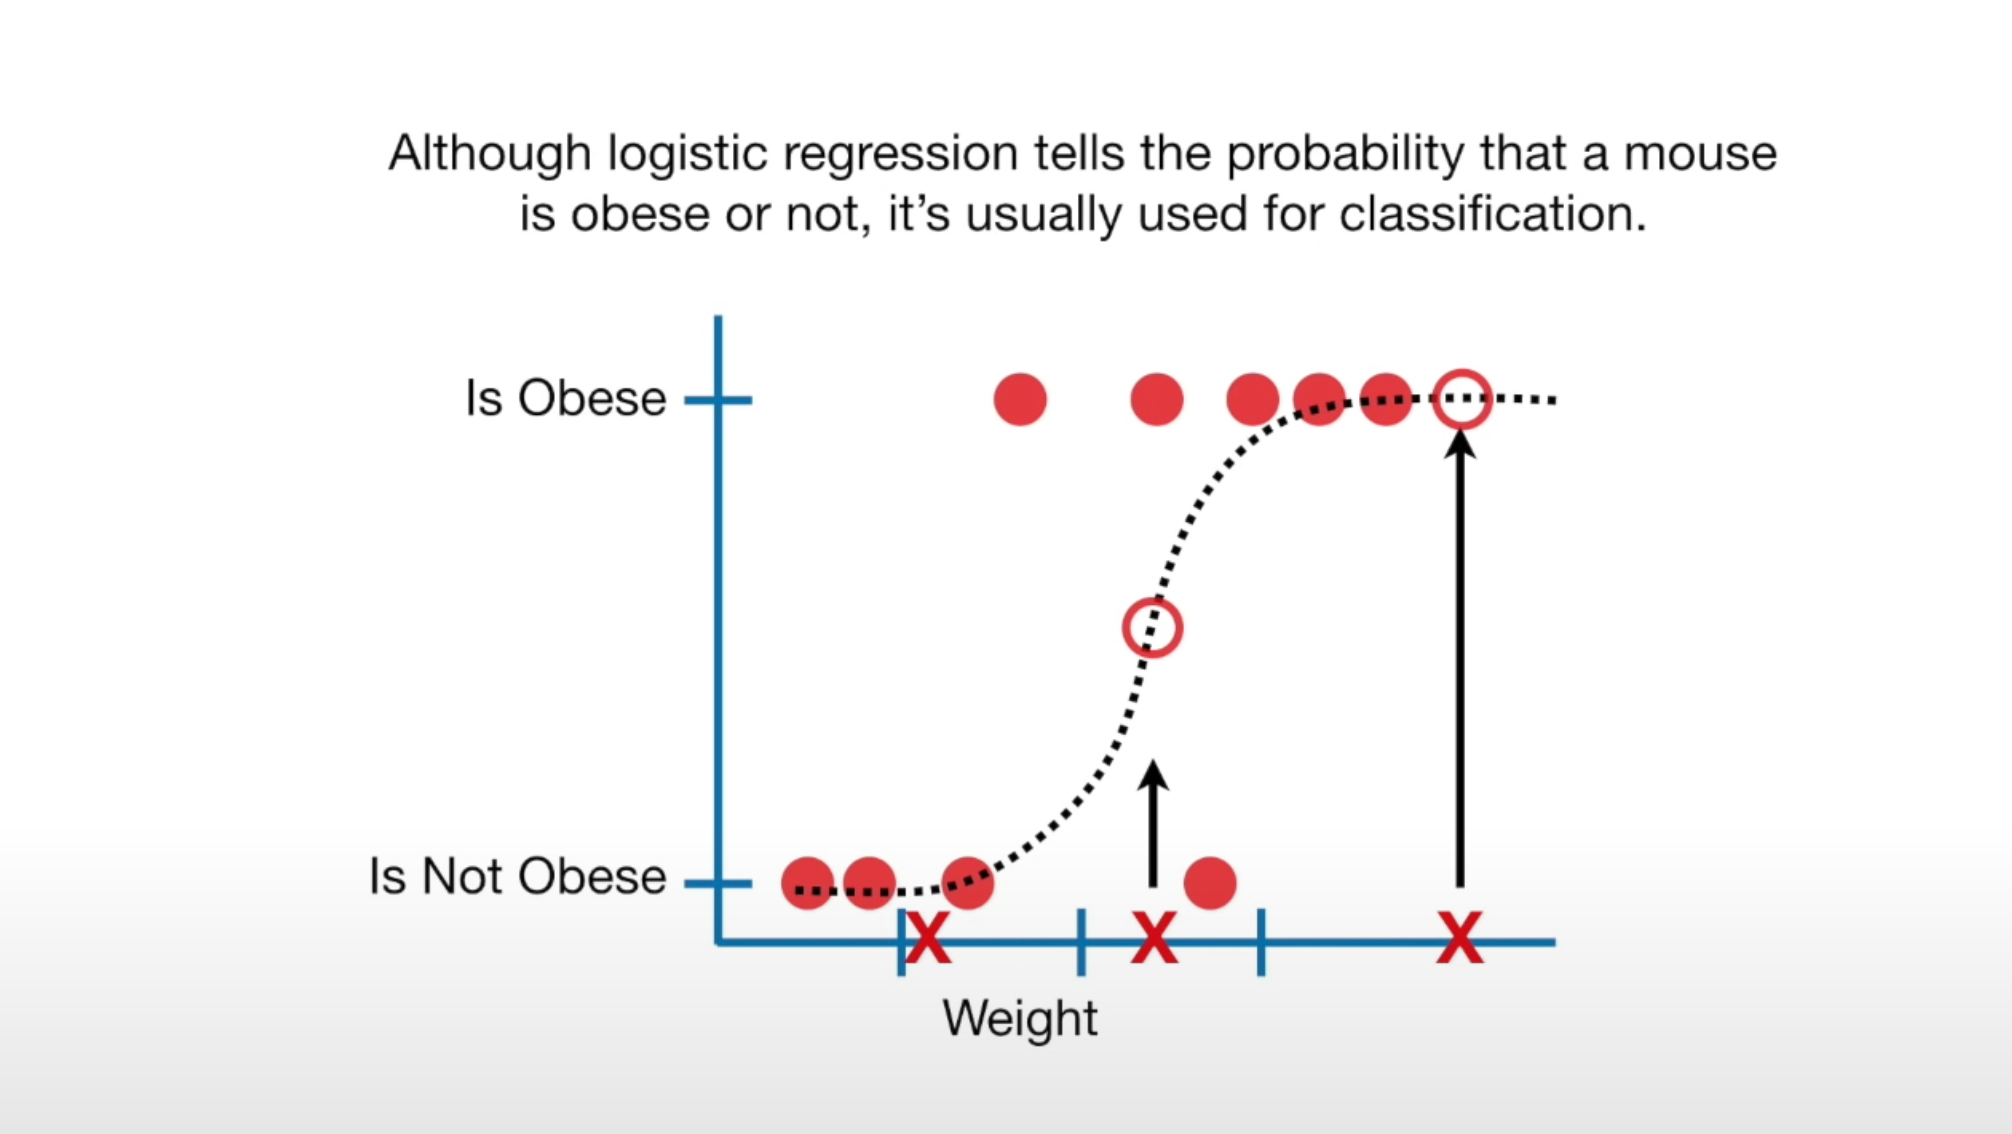 Although logistic regression tells the probability that a mouse
is obese or not, it’s usually used for classification.
Is Obese
Is Not Obese
X X X
Weight